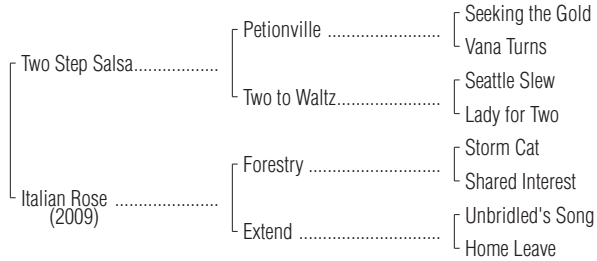 Seeking the Gold
Petionville ..................
Vana Turns
Two Step Salsa.................
Seattle Slew
Two to Waltz.....................
Lady for Two
Storm Cat
Forestry .....................
Shared Interest
Italian Rose .................
(2009)
Unbridled's Song
Extend .......................
Home Leave